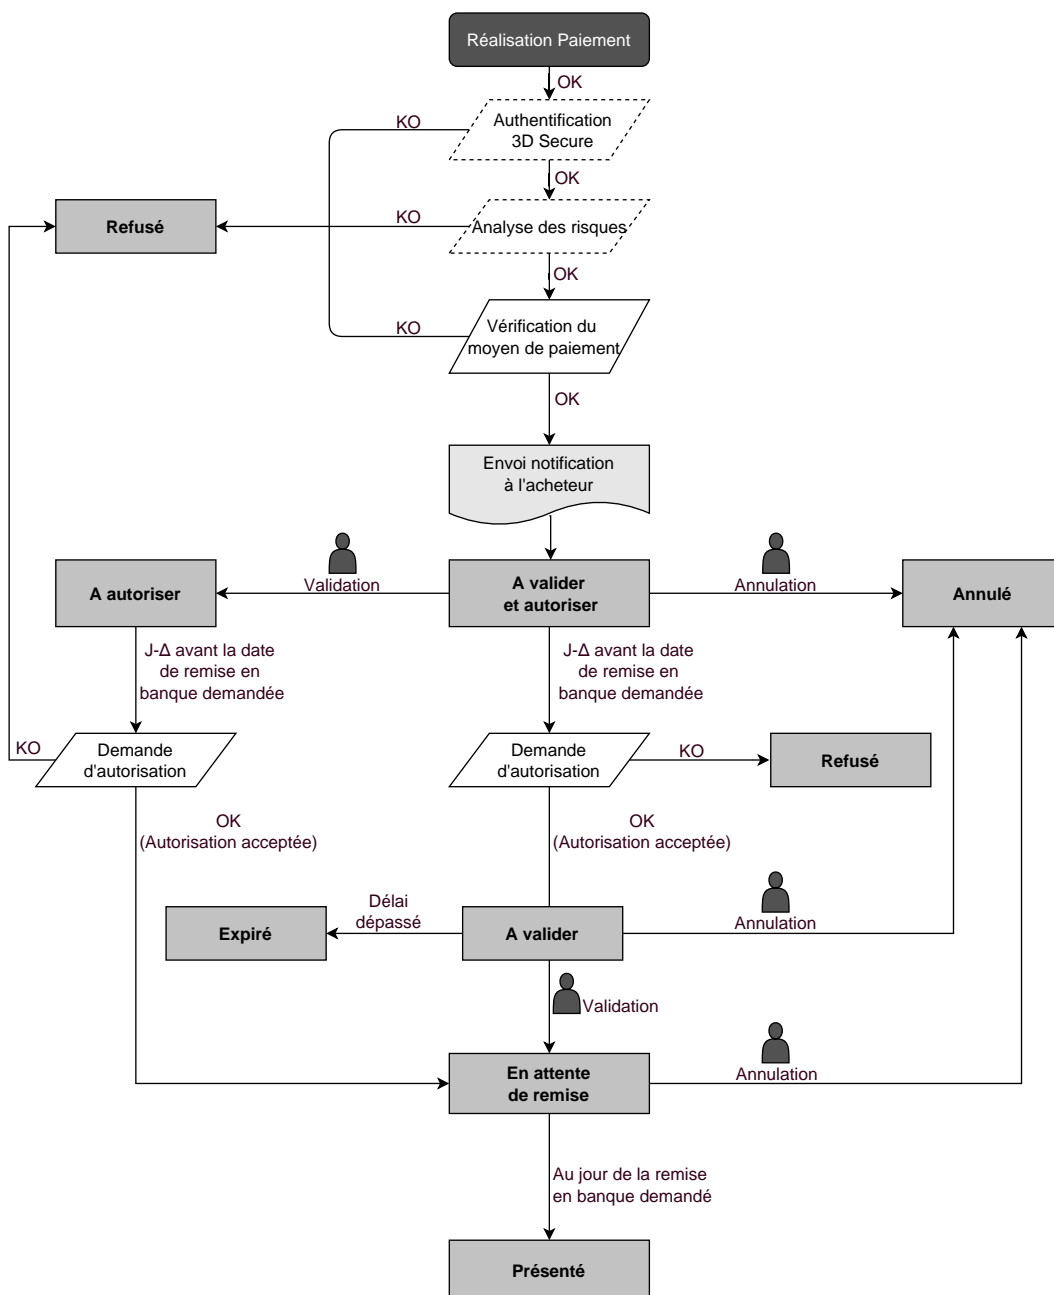 Réalisation Paiement
OK
KO
Authentification
3D Secure
OK
Refusé
KO
Analyse des risques
OK
KO
Vérification du
moyen de paiement
OK
Envoi notification
à l'acheteur
A autoriser
Validation
A valider
et autoriser
Annulation
Annulé
J-Δ avant la date
de remise en
banque demandée
J-Δ avant la date
de remise en
banque demandée
KO
Demande
d'autorisation
Demande
d'autorisation
KO
Refusé
OK
(Autorisation acceptée)
OK
(Autorisation acceptée)
Expiré
Délai
dépassé
A valider
Annulation
Validation
En attente
de remise
Annulation
Au jour de la remise
en banque demandé
Présenté